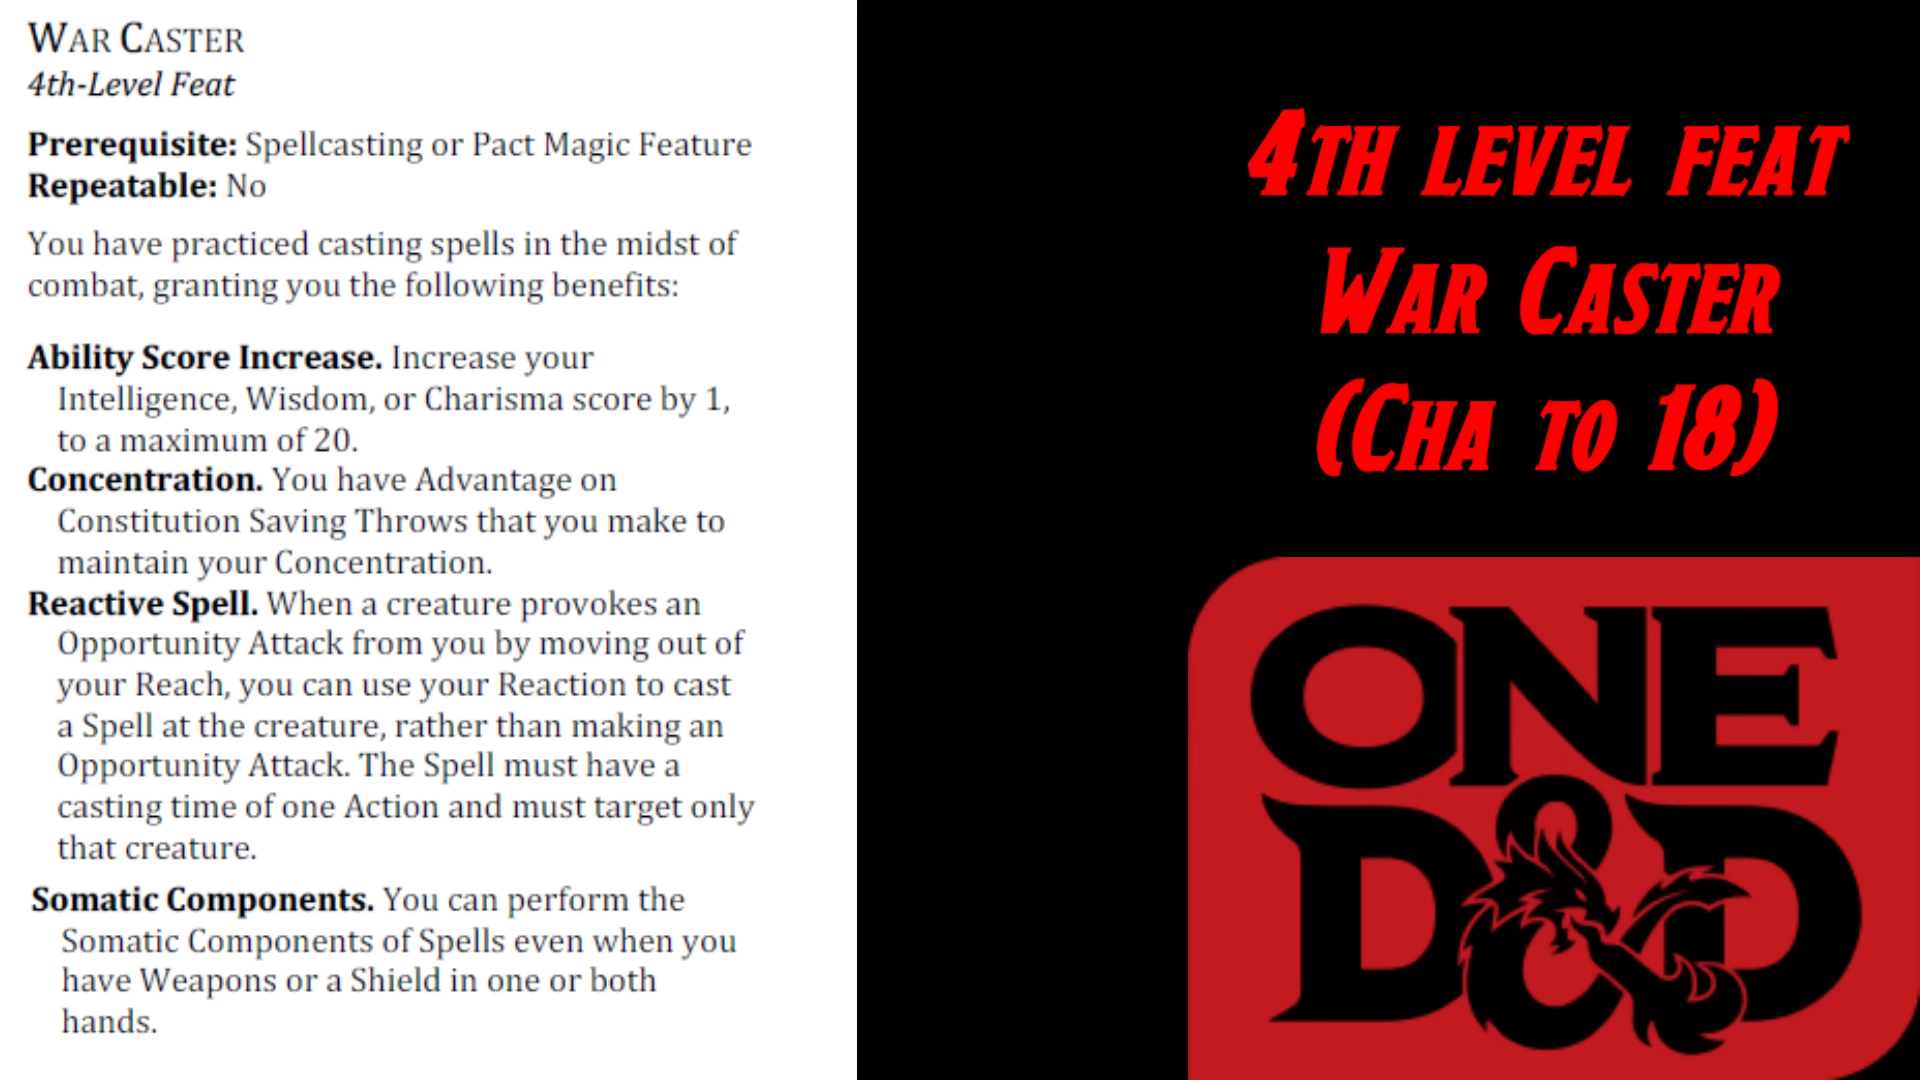 WAR CASTER
4th-Level Feat
Prerequisite: Spellcasting or Pact Magic Feature
Repeatable: No
You have practiced casting spells in the midst of
combat, granting you the following benefits:
Ability Score Increase. Increase your
Intelligence, Wisdom, or Charisma score by 1,
to a maximum of 20.
Concentration. You have Advantage on
Constitution Saving Throws that you make to
maintain your Concentration.
Reactive Spell. When a creature provokes an
Opportunity Attack from you by moving out of
your Reach, you can use your Reaction to cast
a Spell at the creature, rather than making an
Opportunity Attack. The Spell must have a
casting time of one Action and must target only
that creature.
Somatic Components. You can perform the
Somatic Components of Spells even when you
have Weapons or a Shield in one or both
hands.
4TH LEVEL FEAT
WAR CASTER
(CHA TO 18)
ONE
D&D